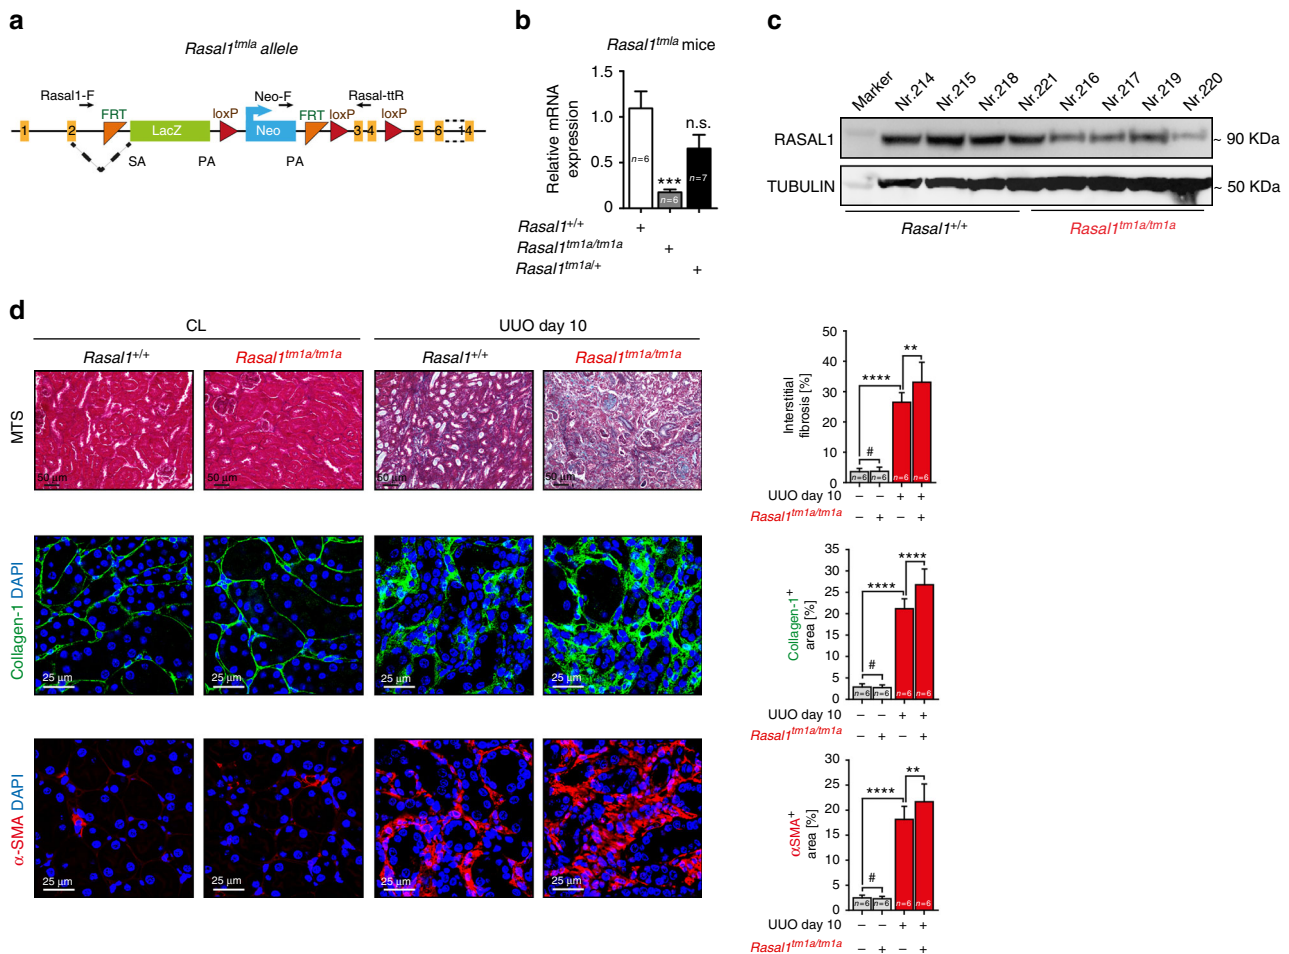 a
Rasal1tm1a allele
Rasal1-F
Neo-F
Rasal-ttR
FRT
loxP
FRT
loxP
loxP
1
2
LacZ
Neo
3
4
5
6
14
SA
PA
PA
b
Rasal1tm1a mice
Relative mRNA
expression
1.5
1.0
0.5
0
n=6
***
n=6
n.s.
n=7
Rasal1+/+
+
Rasal1tm1a/tm1a
+
Rasal1tm1a/+
+
c
Marker
Nr.214
Nr.215
Nr.218
Nr.221
Nr.216
Nr.217
Nr.219
Nr.220
RASAL1
~ 90 KDa
TUBULIN
~ 50 KDa
Rasal1+/+
Rasal1tm1a/tm1a
d
CL
UUO day 10
Rasal1+/+
Rasal1tm1a/tm1a
Rasal1+/+
Rasal1tm1a/tm1a
MTS
50 µm
50 µm
50 µm
50 µm
Interstitial
fibrosis [%]
50
40
30
20
10
0
#
****
**
n=6
n=6
n=6
n=6
UUO day 10
– – + +
Rasal1tm1a/tm1a
– + – +
Collagen-1 DAPI
25 µm
25 µm
25 µm
25 µm
Collagen-1+
area [%]
35
30
25
20
15
10
5
0
#
****
****
n=6
n=6
n=6
n=6
UUO day 10
– – + +
Rasal1tm1a/tm1a
– + – +
α-SMA DAPI
25 µm
25 µm
25 µm
25 µm
αSMA+
area [%]
30
25
20
15
10
5
0
#
****
**
n=6
n=6
n=6
n=6
UUO day 10
– – + +
Rasal1tm1a/tm1a
– + – +